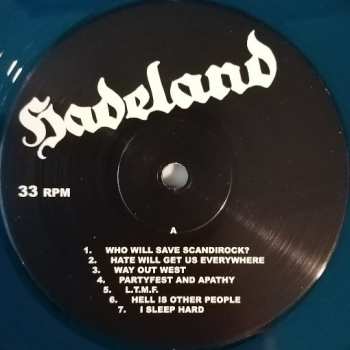 Hadeland
33 RPM
A
1. WHO WILL SAVE SCANDIROCK?
2. HATE WILL GET US EVERYWHERE
3. WAY OUT WEST
4. PARTYFEST AND APATHY
5. L.T.M.F.
6. HELL IS OTHER PEOPLE
7. I SLEEP HARD